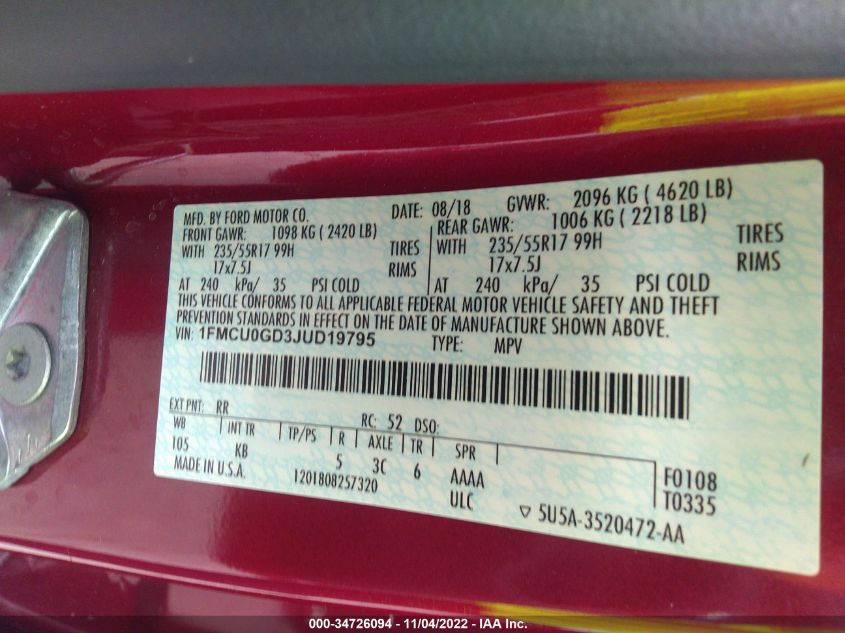 MFD. BY FORD MOTOR CO. DATE: 08/18 GVWR: 2096 KG ( 4620 LB)
FRONT GAWR: 1098 KG ( 2420 LB) REAR GAWR: 1006 KG ( 2218 LB)
WITH 235/55R17 99H TIRES WITH 235/55R17 99H TIRES
17x7.5J RIMS 17x7.5J RIMS
AT 240 kPa/ 35 PSI COLD AT 240 kPa/ 35 PSI COLD
THIS VEHICLE CONFORMS TO ALL APPLICABLE FEDERAL MOTOR VEHICLE SAFETY AND THEFT
PREVENTION STANDARDS IN EFFECT ON THE DATE OF MANUFACTURE SHOWN ABOVE.
VIN: 1FMCU0GD3JUD19795 TYPE: MPV
EXT PNT: RR RC: 52 DSO:
WB INT TR TP/PS R AXLE TR SPR
105 KB 5 3C 6 AAAA F0108
MADE IN U.S.A. 1201808257320 ULC T0335
▽ 5U5A-3520472-AA
000-34726094 - 11/04/2022 - IAA Inc.